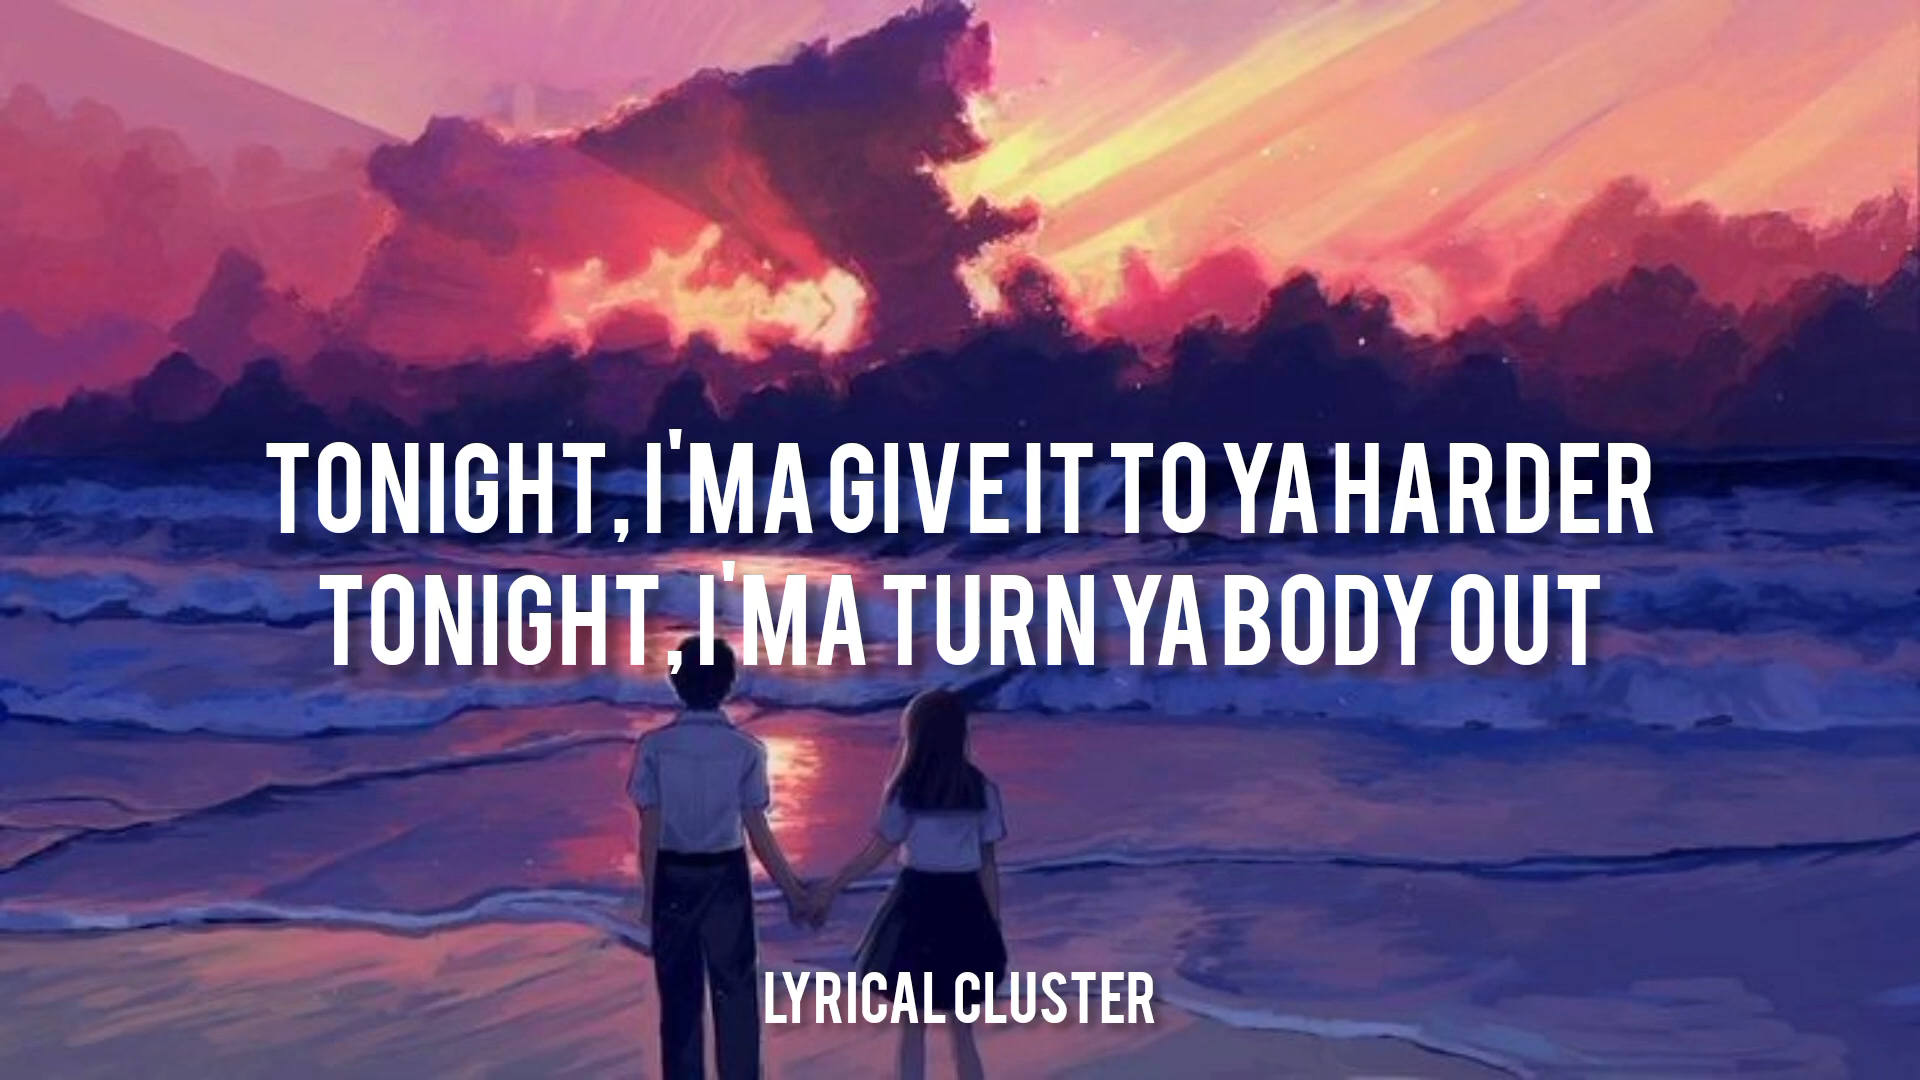 TONIGHT, I'MA GIVE IT TO YA HARDER
TONIGHT, I'MA TURN YA BODY OUT
LYRICAL CLUSTER